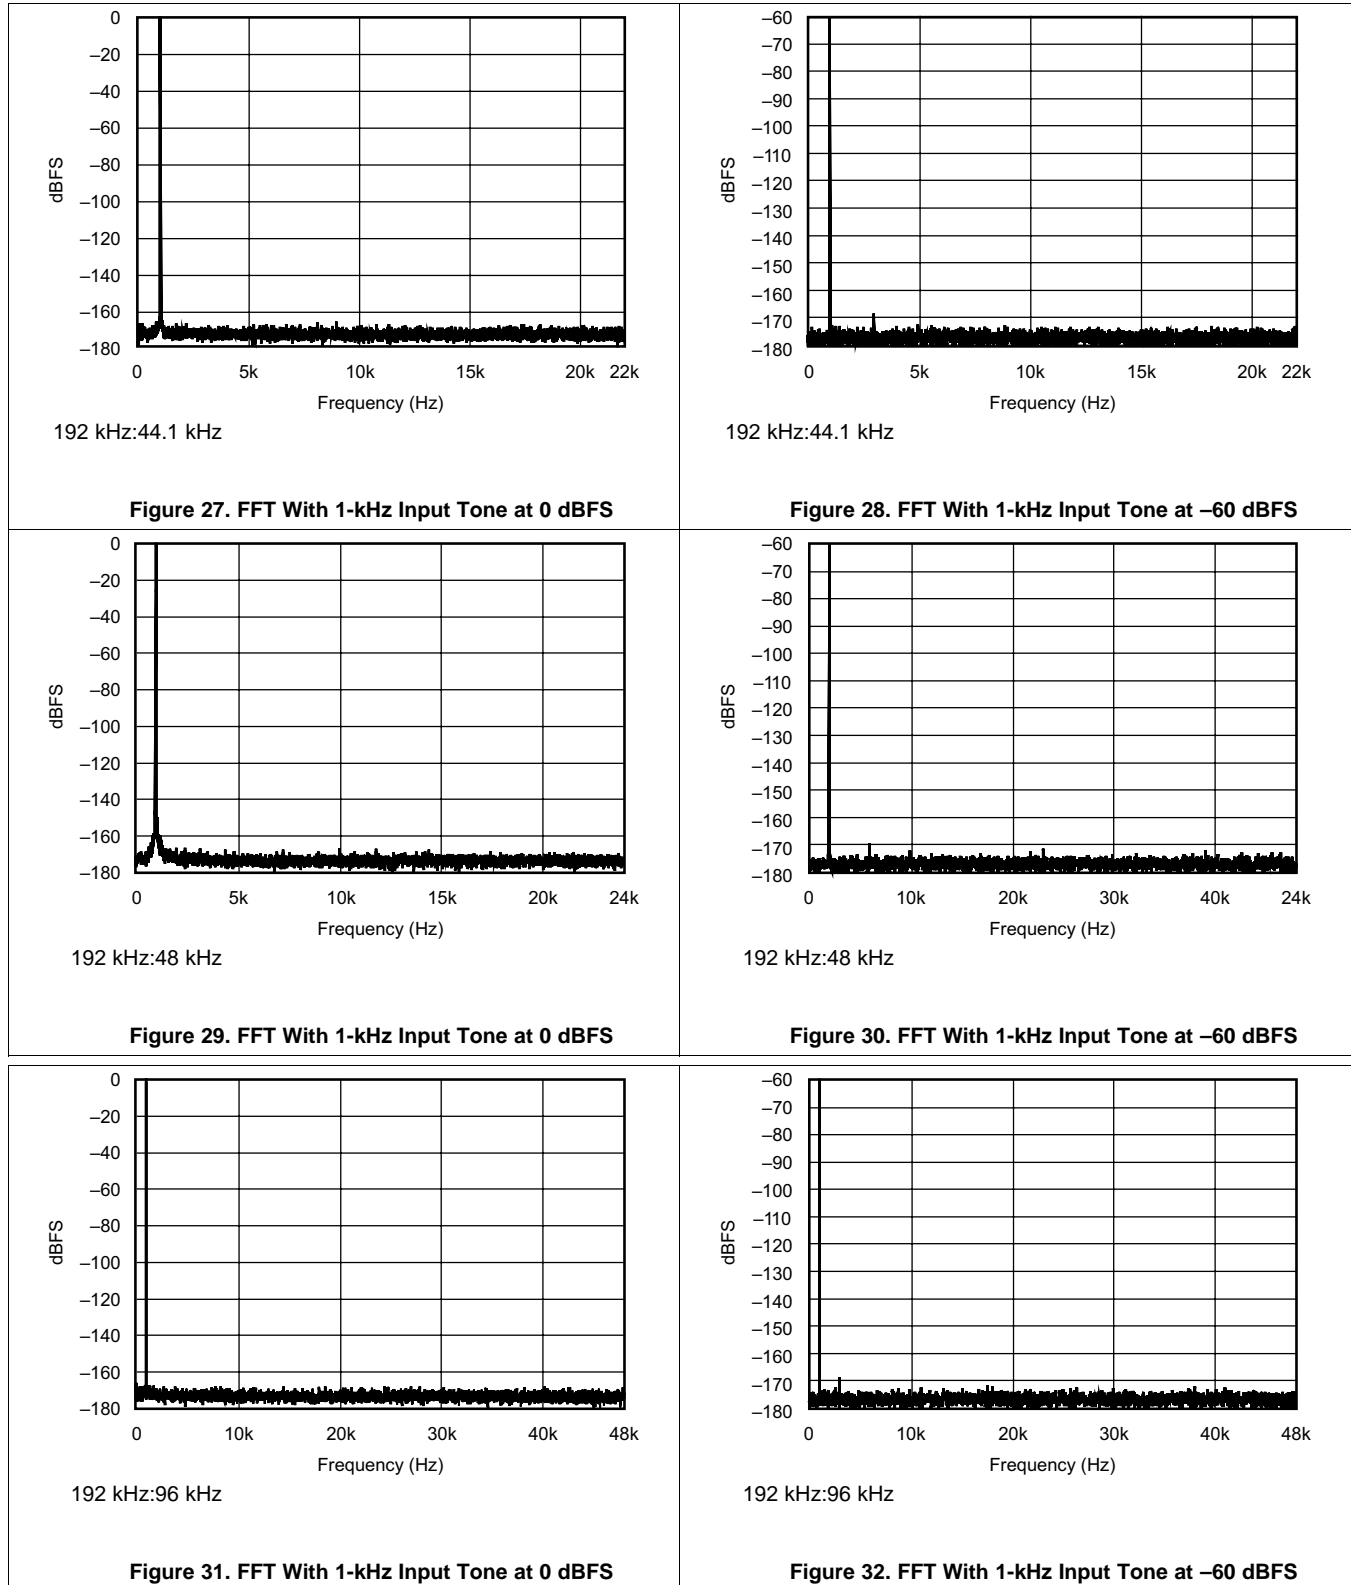 0
–20
–40
–60
–80
–100
–120
–140
–160
–180
dBFS
0 5k 10k 15k 20k 22k
Frequency (Hz)
192 kHz:44.1 kHz
Figure 27. FFT With 1-kHz Input Tone at 0 dBFS
–60
–70
–80
–90
–100
–110
–120
–130
–140
–150
–160
–170
–180
dBFS
0 5k 10k 15k 20k 22k
Frequency (Hz)
192 kHz:44.1 kHz
Figure 28. FFT With 1-kHz Input Tone at –60 dBFS
0
–20
–40
–60
–80
–100
–120
–140
–160
–180
dBFS
0 5k 10k 15k 20k 24k
Frequency (Hz)
192 kHz:48 kHz
Figure 29. FFT With 1-kHz Input Tone at 0 dBFS
–60
–70
–80
–90
–100
–110
–120
–130
–140
–150
–160
–170
–180
dBFS
0 10k 20k 30k 40k 24k
Frequency (Hz)
192 kHz:48 kHz
Figure 30. FFT With 1-kHz Input Tone at –60 dBFS
0
–20
–40
–60
–80
–100
–120
–140
–160
–180
dBFS
0 10k 20k 30k 40k 48k
Frequency (Hz)
192 kHz:96 kHz
Figure 31. FFT With 1-kHz Input Tone at 0 dBFS
–60
–70
–80
–90
–100
–110
–120
–130
–140
–150
–160
–170
–180
dBFS
0 10k 20k 30k 40k 48k
Frequency (Hz)
192 kHz:96 kHz
Figure 32. FFT With 1-kHz Input Tone at –60 dBFS